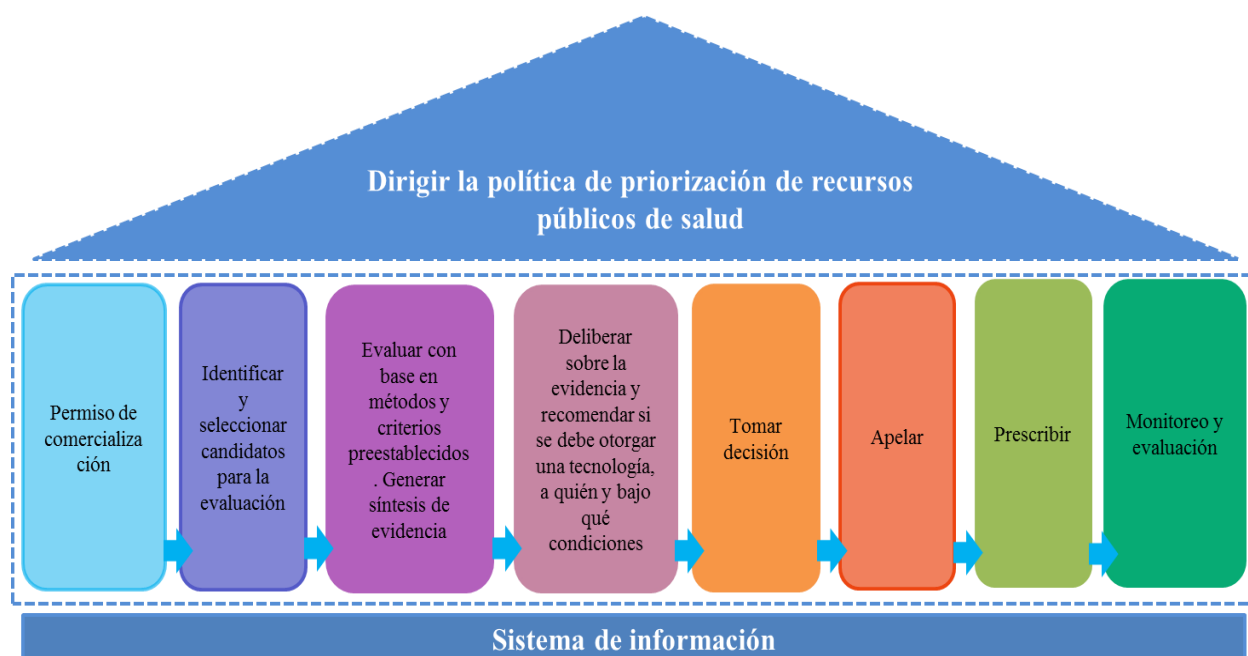 Dirigir la política de priorización de recursos
públicos de salud
Permiso de
comercializa
ción
Identificar
y
seleccionar
candidatos
para la
evaluación
Evaluar con
base en
métodos y
criterios
preestablecidos
. Generar
síntesis de
evidencia
Deliberar
sobre la
evidencia y
recomendar si
se debe otorgar
una tecnología,
a quién y bajo
qué
condiciones
Tomar
decisión
Apelar
Prescribir
Monitoreo y
evaluación
Sistema de información